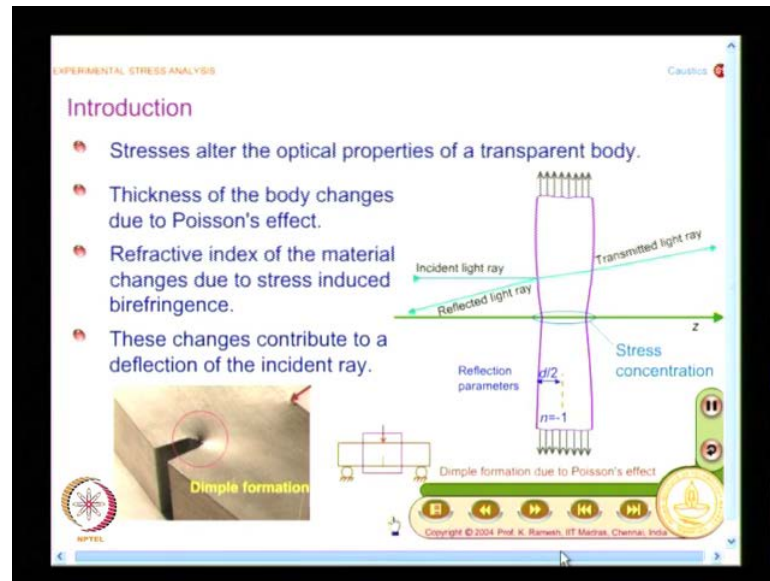 EXPERIMENTAL STRESS ANALYSIS
Caustics
Introduction
Stresses alter the optical properties of a transparent body.
Thickness of the body changes
due to Poisson's effect.
Refractive index of the material
changes due to stress induced
birefringence.
These changes contribute to a
deflection of the incident ray.
Incident light ray
Reflected light ray
Transmitted light ray
z
Stress
concentration
Reflection
parameters
d/2
n=-1
Dimple formation
Dimple formation due to Poisson's effect
NPTEL
Copyright © 2004 Prof. K. Ramesh, IIT Madras, Chennai, India